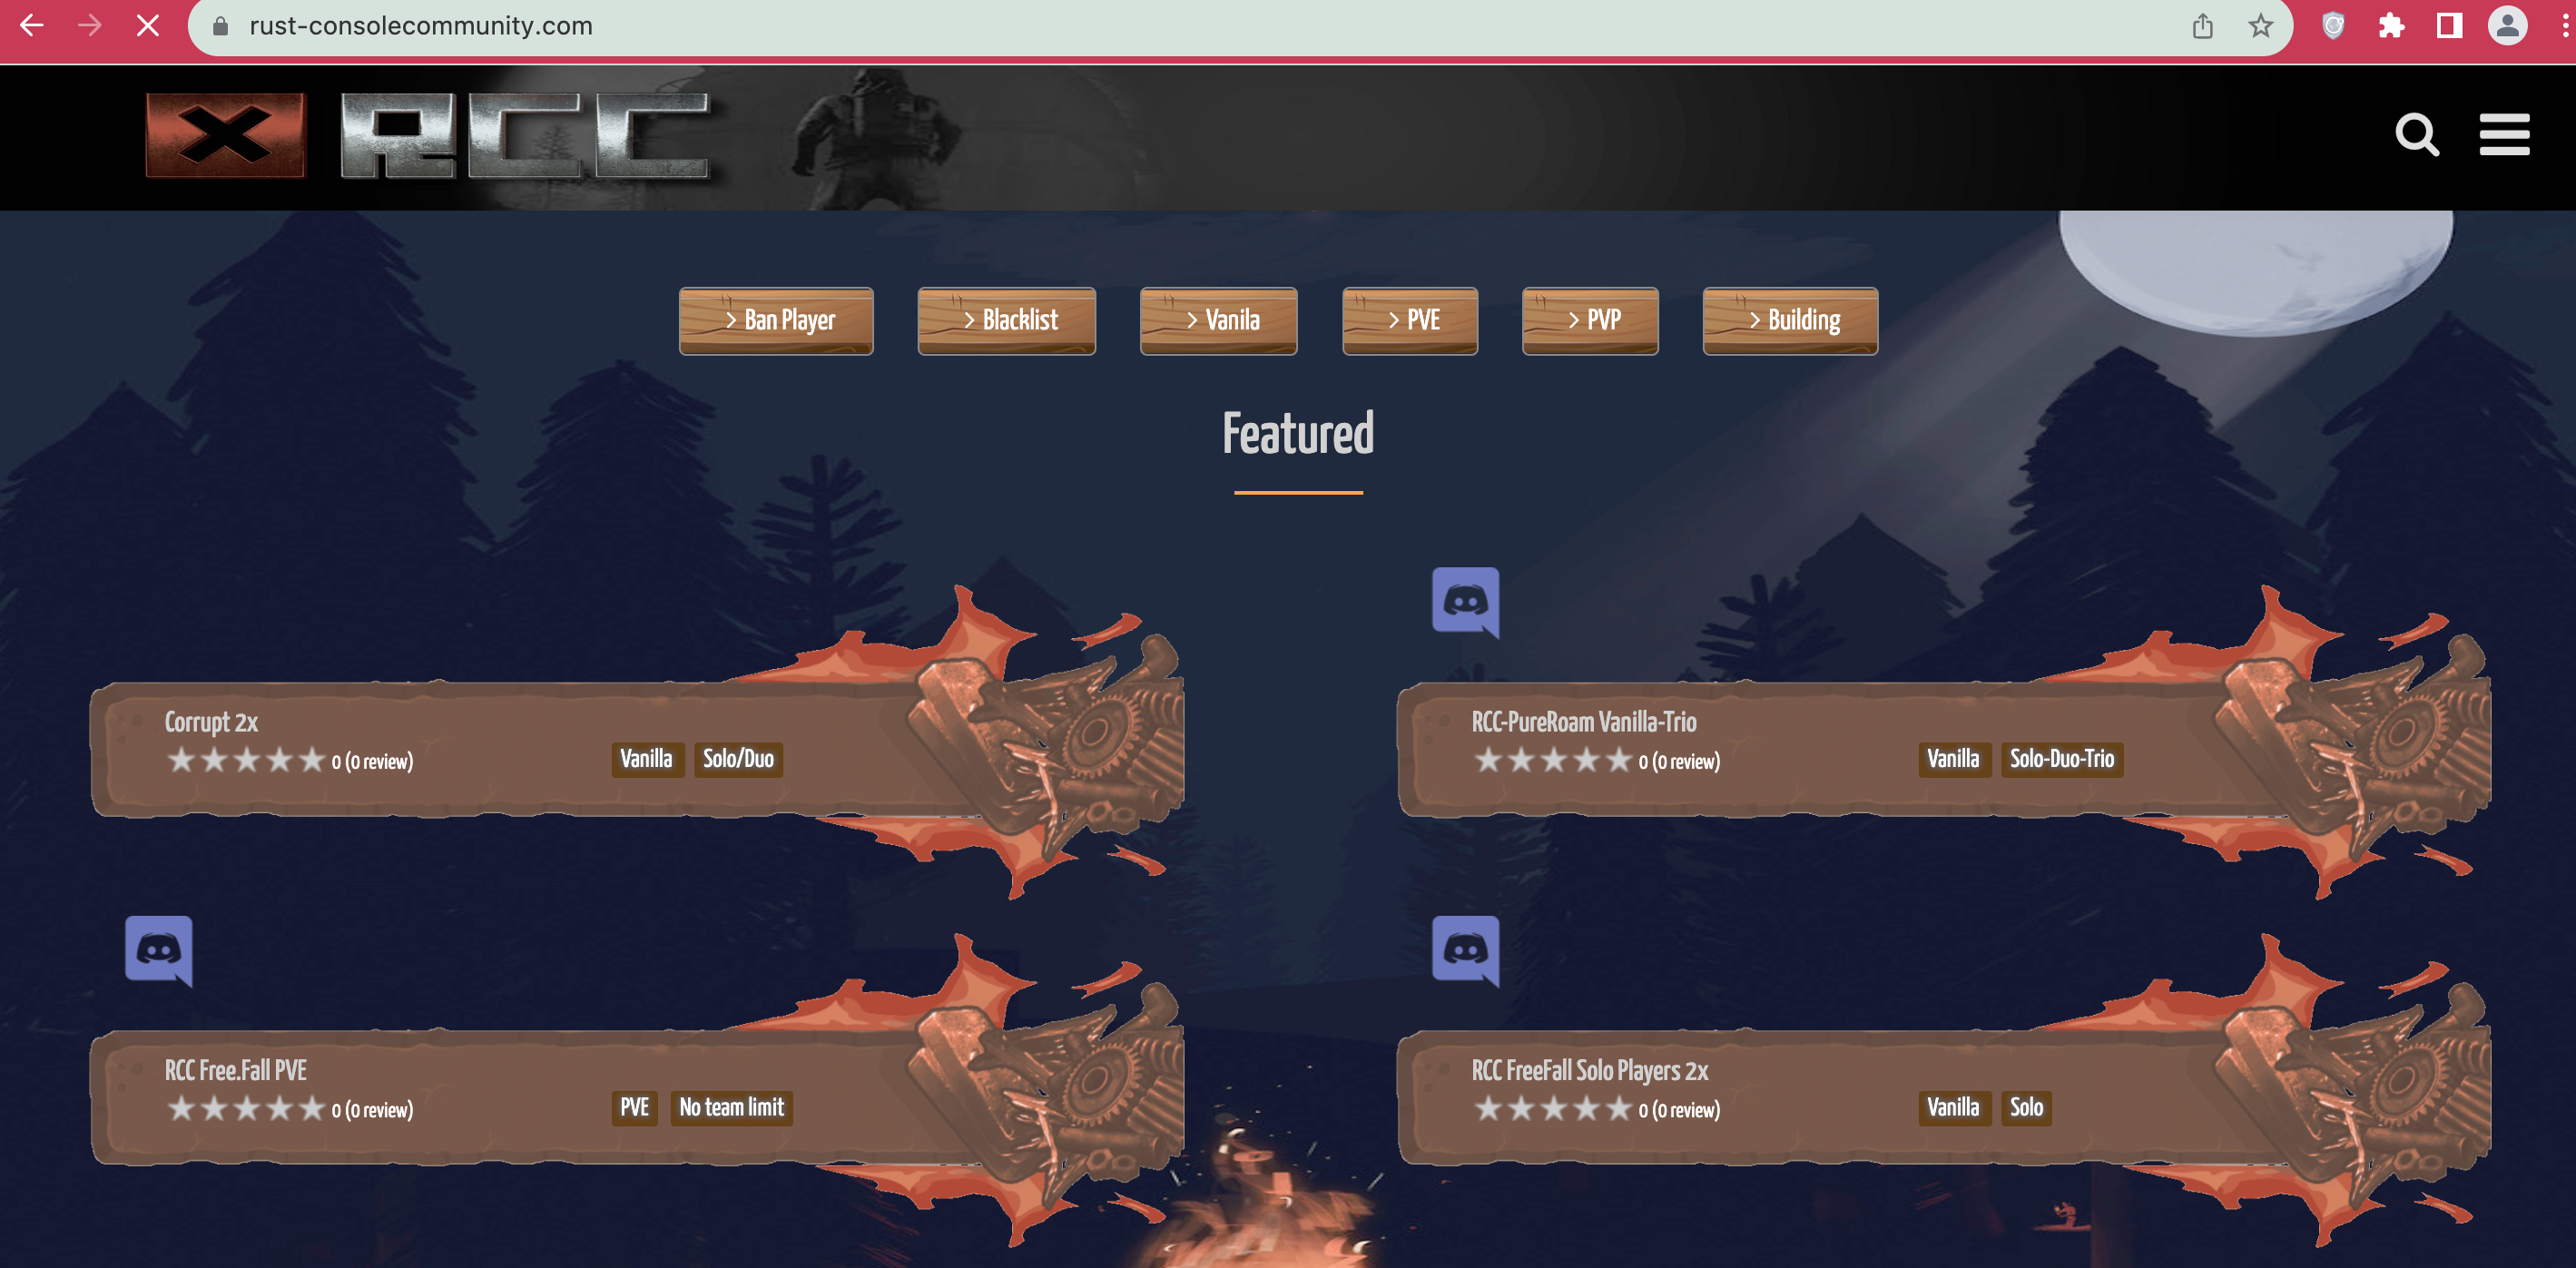 rust-consolecommunity.com
X RCC
> Ban Player
> Blacklist
> Vanila
> PVE
> PVP
> Building
Featured
Corrupt 2x
0 (0 review)
Vanilla
Solo/Duo
RCC-PureRoam Vanilla-Trio
0 (0 review)
Vanilla
Solo-Duo-Trio
RCC Free.Fall PVE
0 (0 review)
PVE
No team limit
RCC FreeFall Solo Players 2x
0 (0 review)
Vanilla
Solo